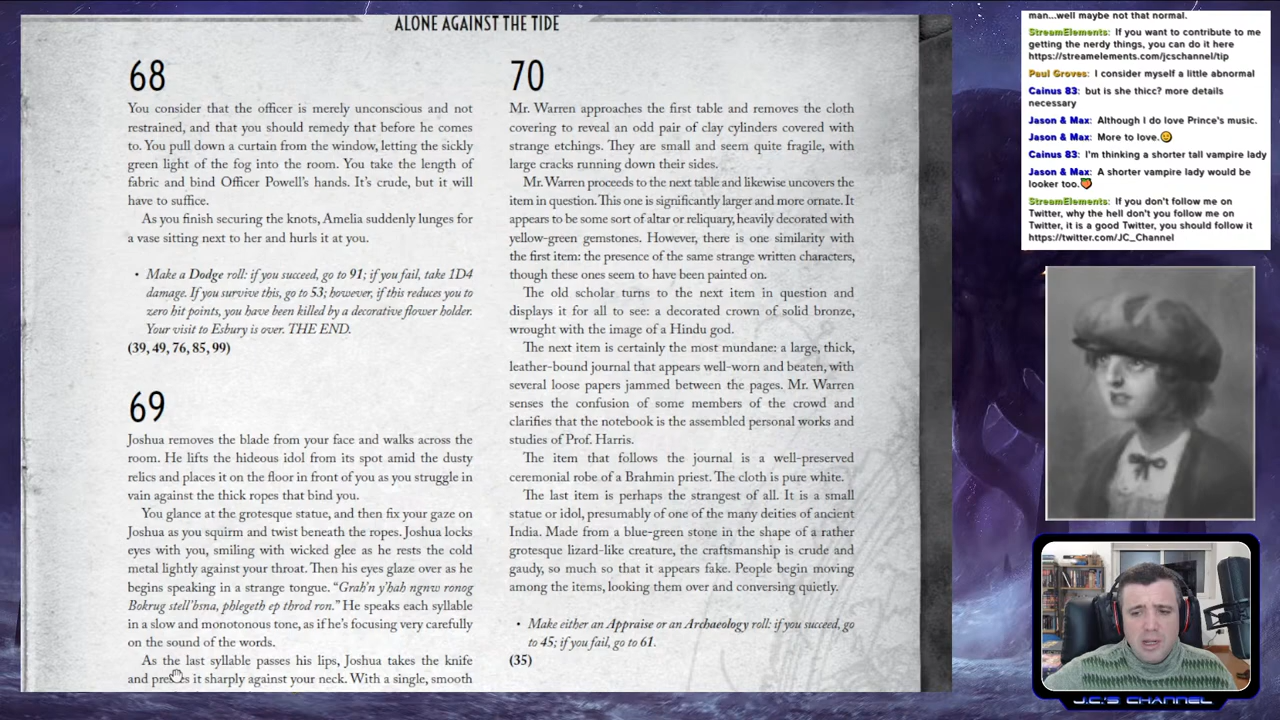 ALONE AGAINST THE TIDE
68
You consider that the officer is merely unconscious and not
restrained, and that you should remedy that before he comes
to. You pull down a curtain from the window, letting the sickly
green light of the fog into the room. You take the length of
fabric and bind Officer Powell's hands. It's crude, but it will
have to suffice.
As you finish securing the knots, Amelia suddenly lunges for
a vase sitting next to her and hurls it at you.
• Make a Dodge roll: if you succeed, go to 91; if you fail, take 1D4
damage. If you survive this, go to 53; however, if this reduces you to
zero hit points, you have been killed by a decorative flower holder.
Your visit to Esbury is over. THE END.
(39, 49, 76, 85, 99)
69
Joshua removes the blade from your face and walks across the
room. He lifts the hideous idol from its spot amid the dusty
relics and places it on the floor in front of you as you struggle in
vain against the thick ropes that bind you.
You glance at the grotesque statue, and then fix your gaze on
Joshua as you squirm and twist beneath the ropes. Joshua locks
eyes with you, smiling with wicked glee as he rests the cold
metal lightly against your throat. Then his eyes glaze over as he
begins speaking in a strange tongue. "Grah'n y'hah ngnw ronog
Bokrug stell'bsna, phlegeth ep throd ron." He speaks each syllable
in a slow and monotonous tone, as if he's focusing very carefully
on the sound of the words.
As the last syllable passes his lips, Joshua takes the knife
and presses it sharply against your neck. With a single, smooth
70
Mr. Warren approaches the first table and removes the cloth
covering to reveal an odd pair of clay cylinders covered with
strange etchings. They are small and seem quite fragile, with
large cracks running down their sides.
Mr. Warren proceeds to the next table and likewise uncovers the
item in question. This one is significantly larger and more ornate. It
appears to be some sort of altar or reliquary, heavily decorated with
yellow-green gemstones. However, there is one similarity with
the first item: the presence of the same strange written characters,
though these ones seem to have been painted on.
The old scholar turns to the next item in question and
displays it for all to see: a decorated crown of solid bronze,
wrought with the image of a Hindu god.
The next item is certainly the most mundane: a large, thick,
leather-bound journal that appears well-worn and beaten, with
several loose papers jammed between the pages. Mr. Warren
senses the confusion of some members of the crowd and
clarifies that the notebook is the assembled personal works and
studies of Prof. Harris.
The item that follows the journal is a well-preserved
ceremonial robe of a Brahmin priest. The cloth is pure white.
The last item is perhaps the strangest of all. It is a small
statue or idol, presumably of one of the many deities of ancient
India. Made from a blue-green stone in the shape of a rather
grotesque lizard-like creature, the craftsmanship is crude and
gaudy, so much so that it appears fake. People begin moving
among the items, looking them over and conversing quietly.
• Make either an Appraise or an Archaeology roll: if you succeed, go
to 45; if you fail, go to 61.
(35)
man...well maybe not that normal.
StreamElements: If you want to contribute to me
getting the nerdy things, you can do it here
https://streamelements.com/jcschannel/tip
Paul Groves: I consider myself a little abnormal
Cainus 83: but is she thicc? more details
necessary
Jason & Max: Although I do love Prince's music.
Jason & Max: More to love.
Cainus 83: I'm thinking a shorter tall vampire lady
Jason & Max: A shorter vampire lady would be
looker too.
StreamElements: If you don't follow me on
Twitter, why the hell don't you follow me on
Twitter, it is a good Twitter, you should follow it
https://twitter.com/JC_Channel
J.C.'S CHANNEL